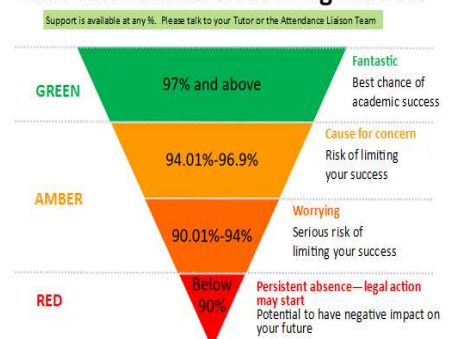 Support is available at any %. Please talk to your Tutor or the Attendance Liaison Team
GREEN
97% and above
Fantastic
Best chance of
academic success
AMBER
94.01%-96.9%
Cause for concern
Risk of limiting
your success
90.01%-94%
Worrying
Serious risk of
limiting your success
RED
Below
90%
Persistent absence—legal action
may start
Potential to have negative impact on
your future